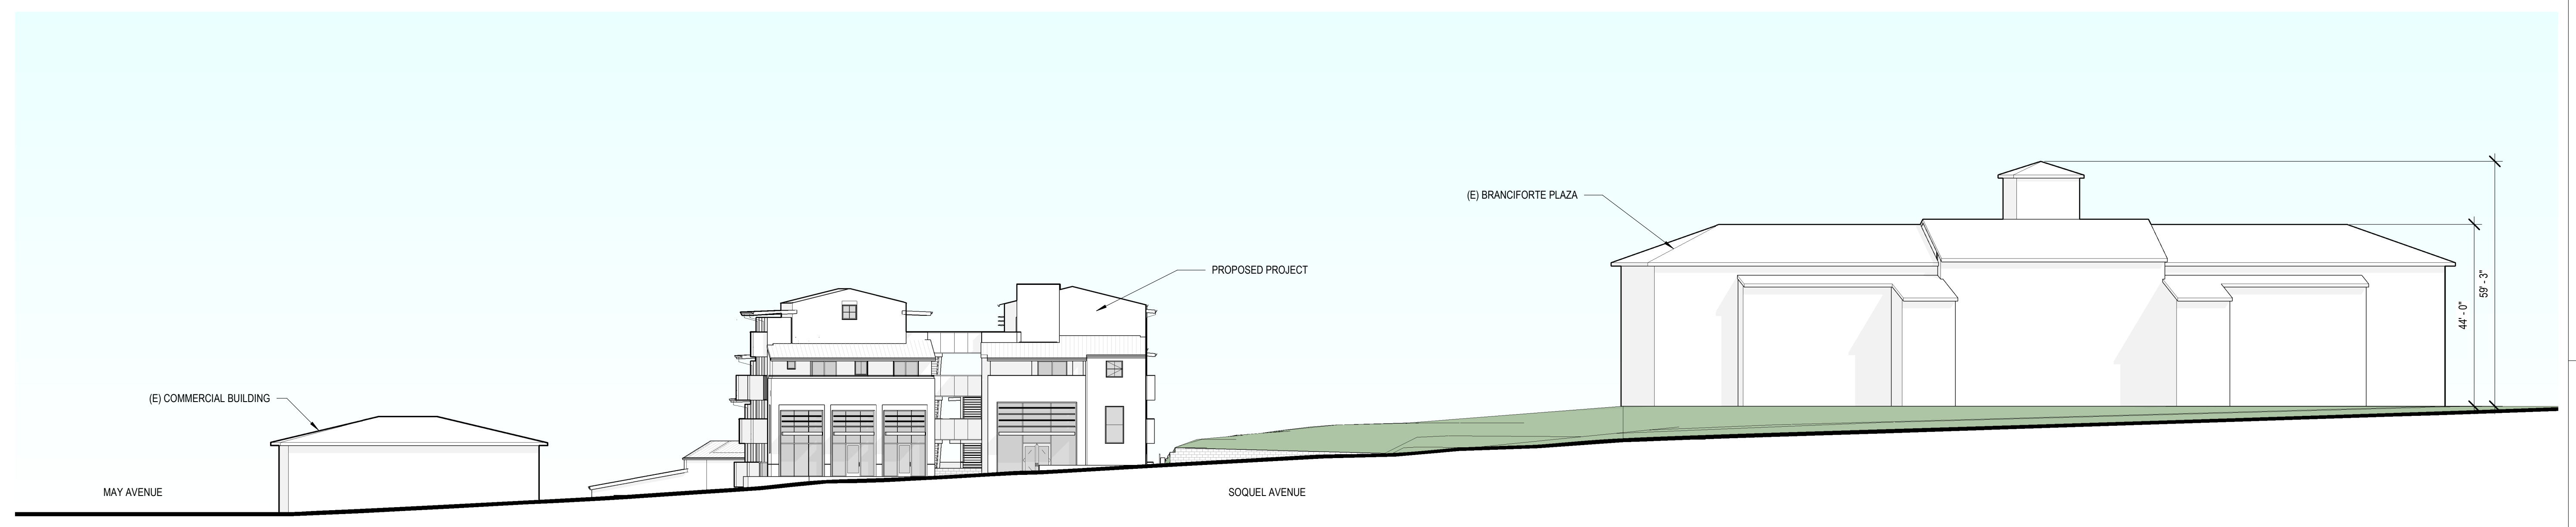 (E) BRANCIFORTE PLAZA
PROPOSED PROJECT
59' - 3"
44' - 0"
(E) COMMERCIAL BUILDING
MAY AVENUE
SOQUEL AVENUE